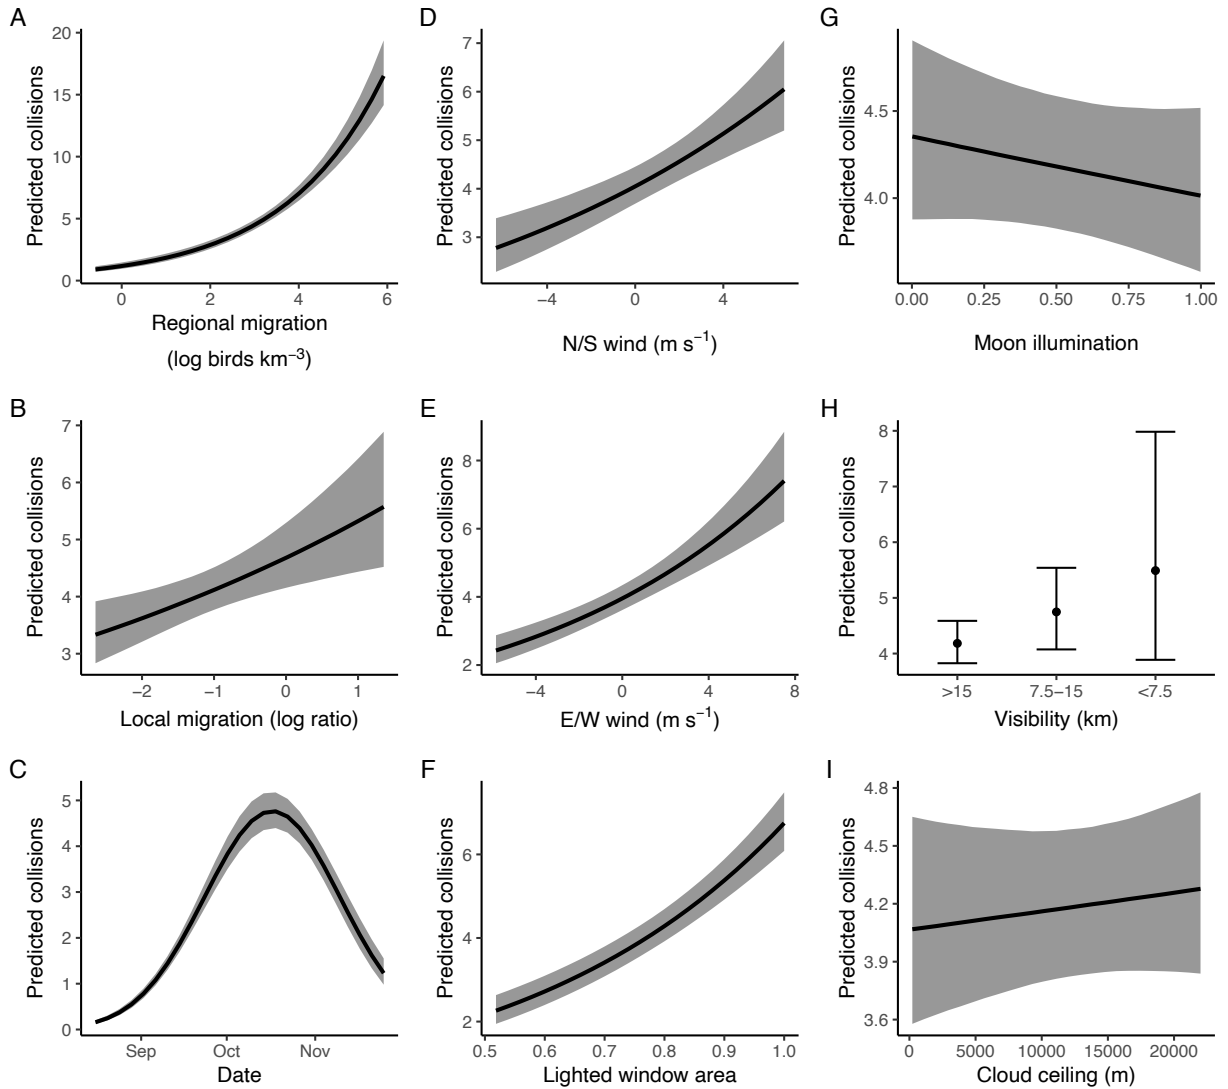 A
Predicted collisions
20
15
10
5
0
0 2 4 6
Regional migration
(log birds km⁻³)
D
Predicted collisions
7
6
5
4
3
−4 0 4
N/S wind (m s⁻¹)
G
Predicted collisions
4.5
4.0
0.00 0.25 0.50 0.75 1.00
Moon illumination
B
Predicted collisions
7
6
5
4
3
−2 −1 0 1
Local migration (log ratio)
E
Predicted collisions
8
6
4
2
−4 0 4 8
E/W wind (m s⁻¹)
H
Predicted collisions
8
7
6
5
4
>15 7.5−15 <7.5
Visibility (km)
C
Predicted collisions
5
4
3
2
1
0
Sep Oct Nov
Date
F
Predicted collisions
6
4
2
0.5 0.6 0.7 0.8 0.9 1.0
Lighted window area
I
Predicted collisions
4.8
4.5
4.2
3.9
3.6
0 5000 10000 15000 20000
Cloud ceiling (m)